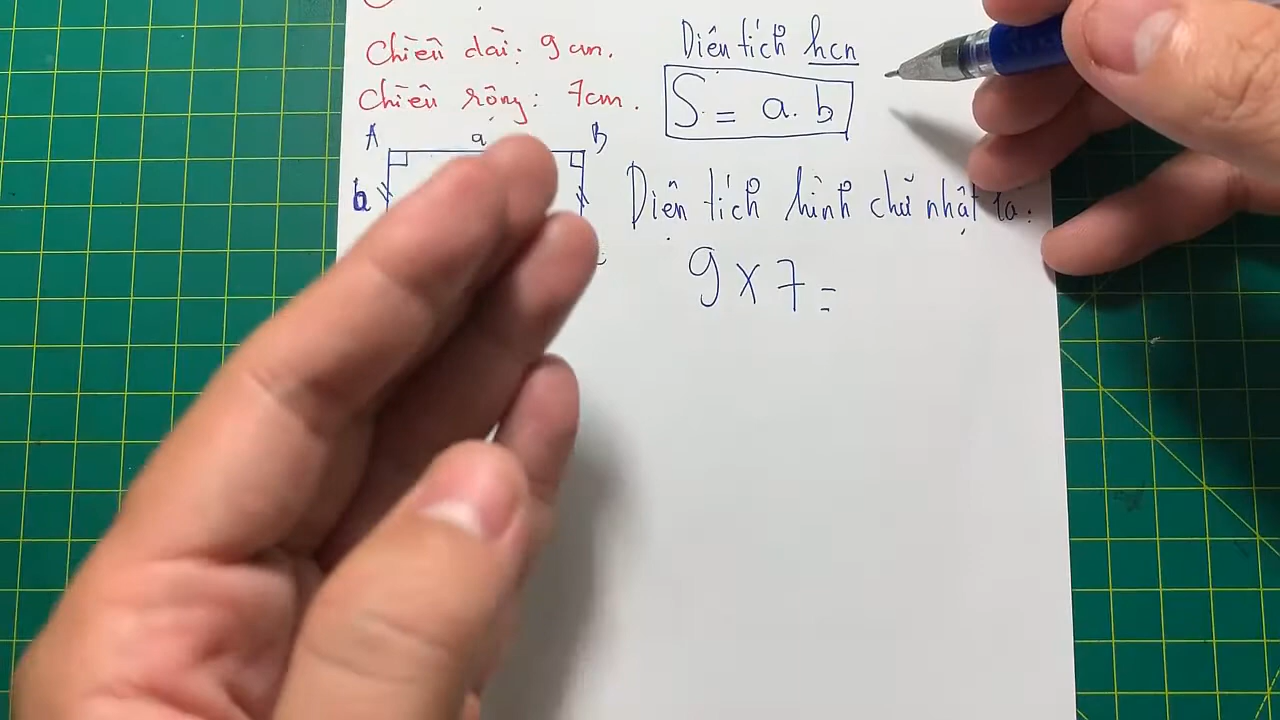 Chiều dài: 9 cm.
Chiều rộng: 7cm.
A a B
b
Diện tích hcn
S = a.b
Diện tích hình chữ nhật là:
9 x 7 =